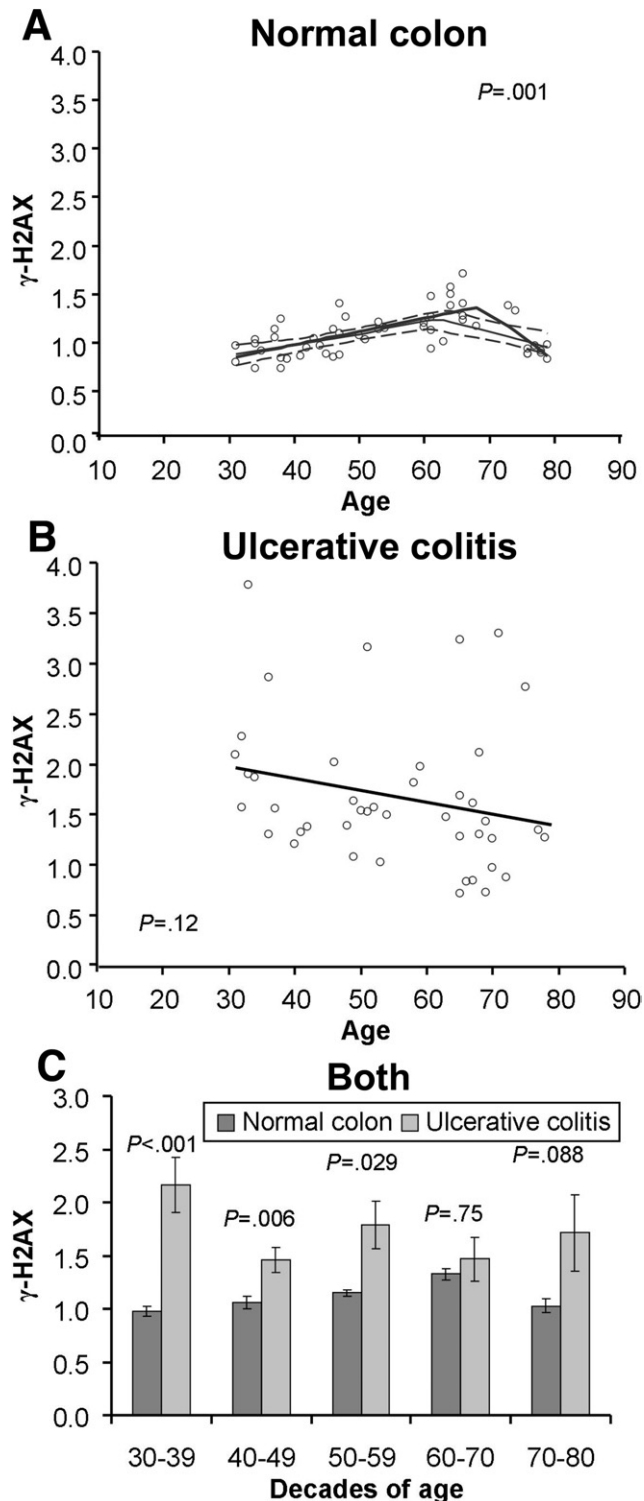 A
Normal colon
P=.001
γ-H2AX
4.0
3.5
3.0
2.5
2.0
1.5
1.0
0.5
0.0
10 20 30 40 50 60 70 80 90
Age
B
Ulcerative colitis
γ-H2AX
4.0
3.5
3.0
2.5
2.0
1.5
1.0
0.5
0.0
P=.12
10 20 30 40 50 60 70 80 90
Age
C
Both
Normal colon Ulcerative colitis
γ-H2AX
3.0
2.5
2.0
1.5
1.0
0.5
0.0
P<.001
P=.006
P=.029
P=.75
P=.088
30-39 40-49 50-59 60-70 70-80
Decades of age